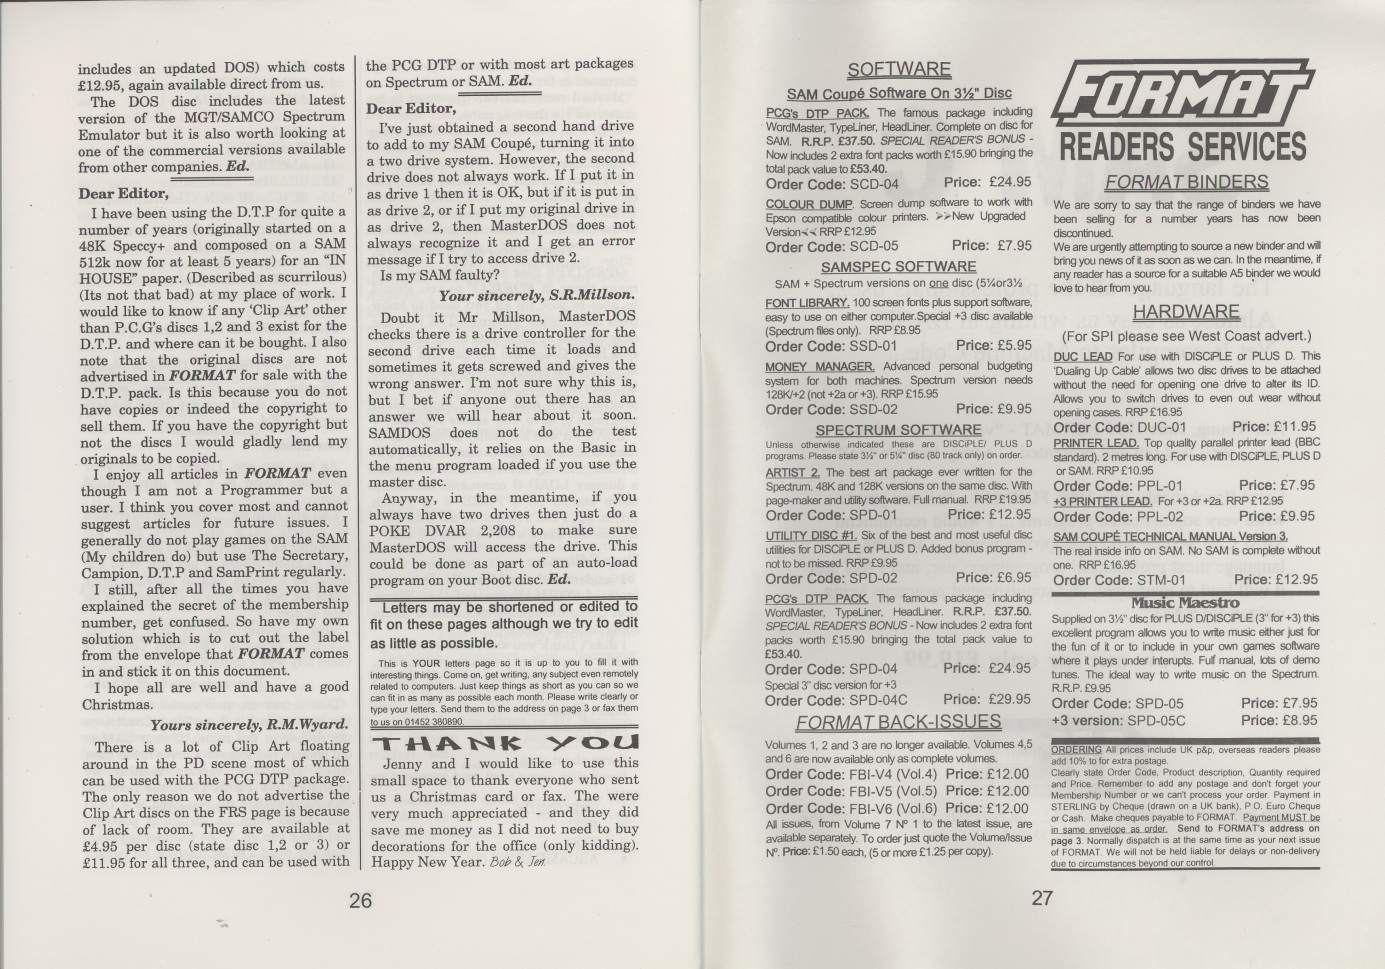 includes an updated DOS) which costs
£12.95, again available direct from us.
The DOS disc includes the latest
version of the MGT/SAMCO Spectrum
Emulator but it is also worth looking at
one of the commercial versions available
from other companies. Ed.
Dear Editor,
I have been using the D.T.P for quite a
number of years (originally started on a
48K Speccy+ and composed on a SAM
512k now for at least 5 years) for an “IN
HOUSE” paper. (Described as scurrilous)
(Its not that bad) at my place of work. I
would like to know if any ‘Clip Art’ other
than P.C.G’s discs 1,2 and 3 exist for the
D.T.P. and where can it be bought. I also
note that the original discs are not
advertised in FORMAT for sale with the
D.T.P. pack. Is this because you do not
have copies or indeed the copyright to
sell them. If you have the copyright but
not the discs I would gladly lend my
originals to be copied.
I enjoy all articles in FORMAT even
though I am not a Programmer but a
user. I think you cover most and cannot
suggest articles for future issues. I
generally do not play games on the SAM
(My children do) but use The Secretary,
Campion, D.T.P and SamPrint regularly.
I still, after all the times you have
explained the secret of the membership
number, get confused. So have my own
solution which is to cut out the label
from the envelope that FORMAT comes
in and stick it on this document.
I hope all are well and have a good
Christmas.
Yours sincerely, R.M.Wyard.
There is a lot of Clip Art floating
around in the PD scene most of which
can be used with the PCG DTP package.
The only reason we do not advertise the
Clip Art discs on the FRS page is because
of lack of room. They are available at
£4.95 per disc (state disc 1,2 or 3) or
£11.95 for all three, and can be used with
the PCG DTP or with most art packages
on Spectrum or SAM. Ed.
Dear Editor,
I’ve just obtained a second hand drive
to add to my SAM Coupé, turning it into
a two drive system. However, the second
drive does not always work. If I put it in
as drive 1 then it is OK, but if it is put in
as drive 2, or if I put my original drive in
as drive 2, then MasterDOS does not
always recognize it and I get an error
message if I try to access drive 2.
Is my SAM faulty?
Your sincerely, S.R.Millson.
Doubt it Mr Millson, MasterDOS
checks there is a drive controller for the
second drive each time it loads and
sometimes it gets screwed and gives the
wrong answer. I’m not sure why this is,
but I bet if anyone out there has an
answer we will hear about it soon.
SAMDOS does not do the test
automatically, it relies on the Basic in
the menu program loaded if you use the
master disc.
Anyway, in the meantime, if you
always have two drives then just do a
POKE DVAR 2,208 to make sure
MasterDOS will access the drive. This
could be done as part of an auto-load
program on your Boot disc. Ed.
Letters may be shortened or edited to
fit on these pages although we try to edit
as little as possible.
This is YOUR letters page so it is up to you to fill it with
interesting things. Come on, get writing, any subject even remotely
related to computers. Just keep things as short as you can so we
can fit in as many as possible each month. Please write clearly or
type your letters. Send them to the address on page 3 or fax them
to us on 01452 380890.
THANK YOU
Jenny and I would like to use this
small space to thank everyone who sent
us a Christmas card or fax. The were
very much appreciated - and they did
save me money as I did not need to buy
decorations for the office (only kidding).
Happy New Year. Bob & Jen
26
SOFTWARE
SAM Coupé Software On 3½" Disc
PCG's DTP PACK. The famous package including
WordMaster, TypeLiner, HeadLiner. Complete on disc for
SAM. R.R.P. £37.50. SPECIAL READER'S BONUS -
Now includes 2 extra font packs worth £15.90 bringing the
total pack value to £53.40.
Order Code: SCD-04 Price: £24.95
COLOUR DUMP. Screen dump software to work with
Epson compatible colour printers. >>New Upgraded
Version<< RRP £12.95
Order Code: SCD-05 Price: £7.95
SAMSPEC SOFTWARE
SAM + Spectrum versions on one disc (5¼or3½
FONT LIBRARY. 100 screen fonts plus support software,
easy to use on either computer.Special +3 disc available
(Spectrum files only). RRP £8.95
Order Code: SSD-01 Price: £5.95
MONEY MANAGER. Advanced personal budgeting
system for both machines. Spectrum version needs
128K/+2 (not +2a or +3). RRP £15.95
Order Code: SSD-02 Price: £9.95
SPECTRUM SOFTWARE
Unless otherwise indicated these are DISCiPLE/ PLUS D
programs. Please state 3½" or 5¼" disc (80 track only) on order.
ARTIST 2. The best art package ever written for the
Spectrum. 48K and 128K versions on the same disc. With
page-maker and utility software. Full manual. RRP £19.95
Order Code: SPD-01 Price: £12.95
UTILITY DISC #1. Six of the best and most useful disc
utilities for DISCiPLE or PLUS D. Added bonus program -
not to be missed. RRP £9.95
Order Code: SPD-02 Price: £6.95
PCG's DTP PACK. The famous package including
WordMaster, TypeLiner, HeadLiner. R.R.P. £37.50.
SPECIAL READER'S BONUS - Now includes 2 extra font
packs worth £15.90 bringing the total pack value to
£53.40.
Order Code: SPD-04 Price: £24.95
Special 3" disc version for +3
Order Code: SPD-04C Price: £29.95
FORMAT BACK-ISSUES
Volumes 1, 2 and 3 are no longer available. Volumes 4,5
and 6 are now available only as complete volumes.
Order Code: FBI-V4 (Vol.4) Price: £12.00
Order Code: FBI-V5 (Vol.5) Price: £12.00
Order Code: FBI-V6 (Vol.6) Price: £12.00
All issues, from Volume 7 Nº 1 to the latest issue, are
available separately. To order just quote the Volume/Issue
Nº. Price: £1.50 each, (5 or more £1.25 per copy).
FORMAT
READERS SERVICES
FORMAT BINDERS
We are sorry to say that the range of binders we have
been selling for a number years has now been
discontinued.
We are urgently attempting to source a new binder and will
bring you news of it as soon as we can. In the meantime, if
any reader has a source for a suitable A5 binder we would
love to hear from you.
HARDWARE
(For SPI please see West Coast advert.)
DUC LEAD For use with DISCiPLE or PLUS D. This
'Dualing Up Cable' allows two disc drives to be attached
without the need for opening one drive to alter its ID.
Allows you to switch drives to even out wear without
opening cases. RRP £16.95
Order Code: DUC-01 Price: £11.95
PRINTER LEAD. Top quality parallel printer lead (BBC
standard). 2 metres long. For use with DISCiPLE, PLUS D
or SAM. RRP £10.95
Order Code: PPL-01 Price: £7.95
+3 PRINTER LEAD. For +3 or +2a. RRP £12.95
Order Code: PPL-02 Price: £9.95
SAM COUPÉ TECHNICAL MANUAL Version 3.
The real inside info on SAM. No SAM is complete without
one. RRP £16.95
Order Code: STM-01 Price: £12.95
Music Maestro
Supplied on 3½" disc for PLUS D/DISCiPLE (3" for +3) this
excellent program allows you to write music either just for
the fun of it or to include in your own games software
where it plays under interupts. Full manual, lots of demo
tunes. The ideal way to write music on the Spectrum.
R.R.P. £9.95
Order Code: SPD-05 Price: £7.95
+3 version: SPD-05C Price: £8.95
ORDERING All prices include UK p&p, overseas readers please
add 10% to for extra postage.
Clearly state Order Code, Product description, Quantity required
and Price. Remember to add any postage and don't forget your
Membership Number or we can't process your order. Payment in
STERLING by Cheque (drawn on a UK bank), P.O. Euro Cheque
or Cash. Make cheques payable to FORMAT. Payment MUST be
in same envelope as order. Send to FORMAT's address on
page 3. Normally dispatch is at the same time as your next issue
of FORMAT. We will not be held liable for delays or non-delivery
due to circumstances beyond our control.
27